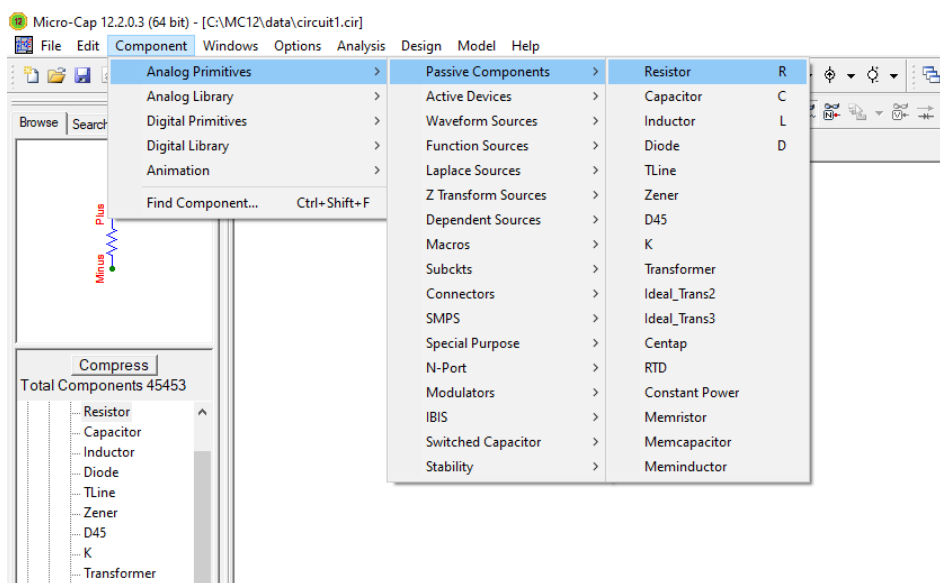 Micro-Cap 12.2.0.3 (64 bit) - [C:\MC12\data\circuit1.cir]
File Edit Component Windows Options Analysis Design Model Help
Analog Primitives >
Analog Library >
Digital Primitives >
Digital Library >
Animation >
Find Component... Ctrl+Shift+F
Passive Components >
Active Devices >
Waveform Sources >
Function Sources >
Laplace Sources >
Z Transform Sources >
Dependent Sources >
Macros >
Subckts >
Connectors >
SMPS >
Special Purpose >
N-Port >
Modulators >
IBIS >
Switched Capacitor >
Stability >
Resistor R
Capacitor C
Inductor L
Diode D
TLine
Zener
D45
K
Transformer
Ideal_Trans2
Ideal_Trans3
Centap
RTD
Constant Power
Memristor
Memcapacitor
Meminductor
Browse Search
Plus
Minus
Compress
Total Components 45453
Resistor
Capacitor
Inductor
Diode
TLine
Zener
D45
K
Transformer